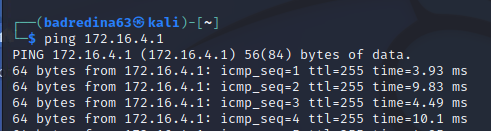 (badredina63㉿kali)-[~]
$ ping 172.16.4.1
PING 172.16.4.1 (172.16.4.1) 56(84) bytes of data.
64 bytes from 172.16.4.1: icmp_seq=1 ttl=255 time=3.93 ms
64 bytes from 172.16.4.1: icmp_seq=2 ttl=255 time=9.83 ms
64 bytes from 172.16.4.1: icmp_seq=3 ttl=255 time=4.49 ms
64 bytes from 172.16.4.1: icmp_seq=4 ttl=255 time=10.1 ms